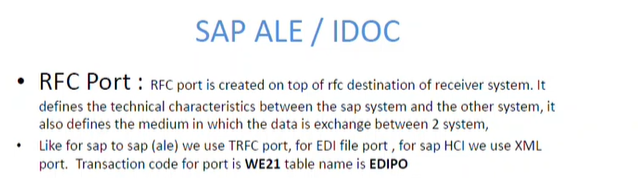 SAP ALE / IDOC
• RFC Port : RFC port is created on top of rfc destination of receiver system. It
defines the technical characteristics between the sap system and the other system, it
also defines the medium in which the data is exchange between 2 system,
• Like for sap to sap (ale) we use TRFC port, for EDI file port , for sap HCI we use XML
port. Transaction code for port is WE21 table name is EDIPO